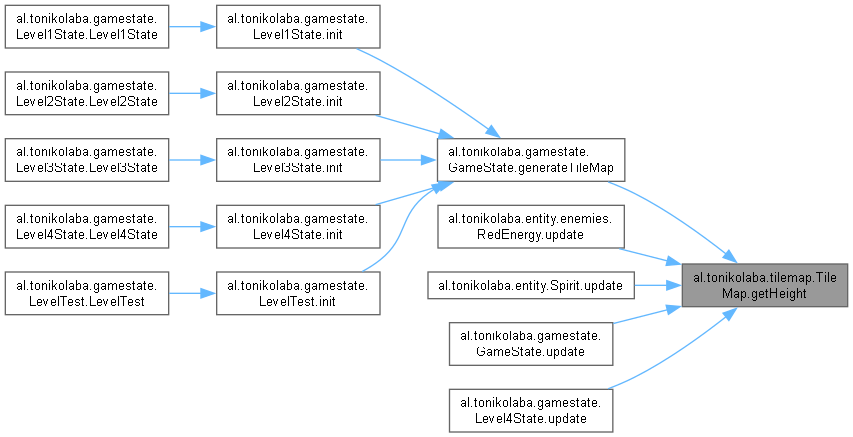 al.tonikolaba.gamestate.
Level1State.Level1State
al.tonikolaba.gamestate.
Level1State.init
al.tonikolaba.gamestate.
Level2State.Level2State
al.tonikolaba.gamestate.
Level2State.init
al.tonikolaba.gamestate.
Level3State.Level3State
al.tonikolaba.gamestate.
Level3State.init
al.tonikolaba.gamestate.
GameState.generateTileMap
al.tonikolaba.gamestate.
Level4State.Level4State
al.tonikolaba.gamestate.
Level4State.init
al.tonikolaba.entity.enemies.
RedEnergy.update
al.tonikolaba.gamestate.
LevelTest.LevelTest
al.tonikolaba.gamestate.
LevelTest.init
al.tonikolaba.entity.Spirit.update
al.tonikolaba.tilemap.Tile
Map.getHeight
al.tonikolaba.gamestate.
GameState.update
al.tonikolaba.gamestate.
Level4State.update